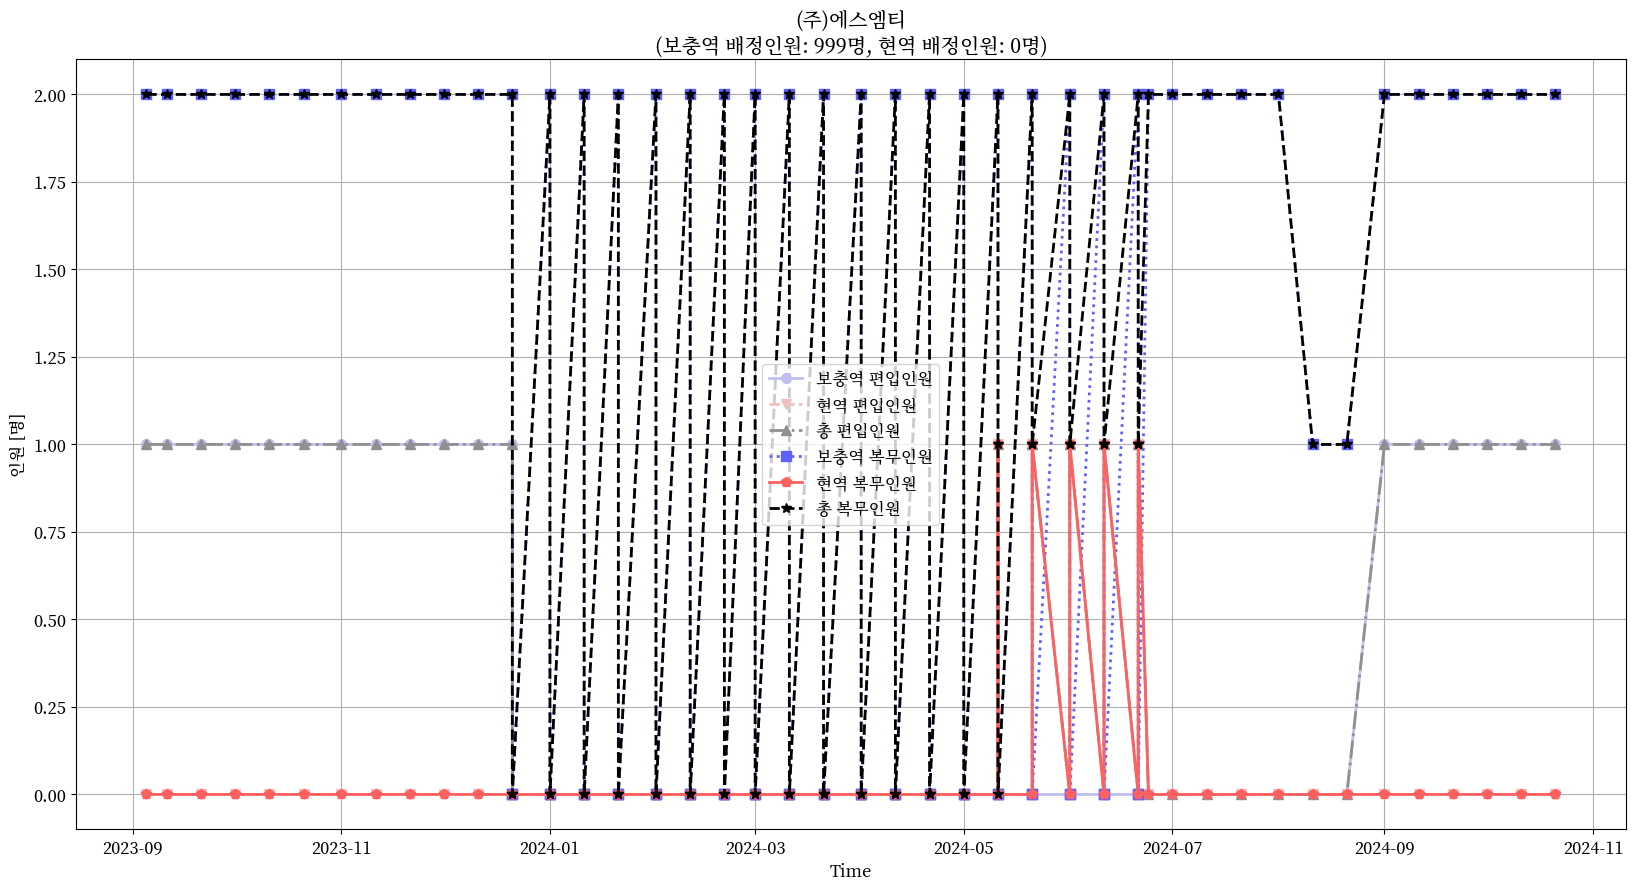 (주)에스엠티
(보충역 배정인원: 999명, 현역 배정인원: 0명)
인원 [명]
2.00
1.75
1.50
1.25
1.00
0.75
0.50
0.25
0.00
보충역 편입인원
현역 편입인원
총 편입인원
보충역 복무인원
현역 복무인원
총 복무인원
2023-09
2023-11
2024-01
2024-03
2024-05
2024-07
2024-09
2024-11
Time